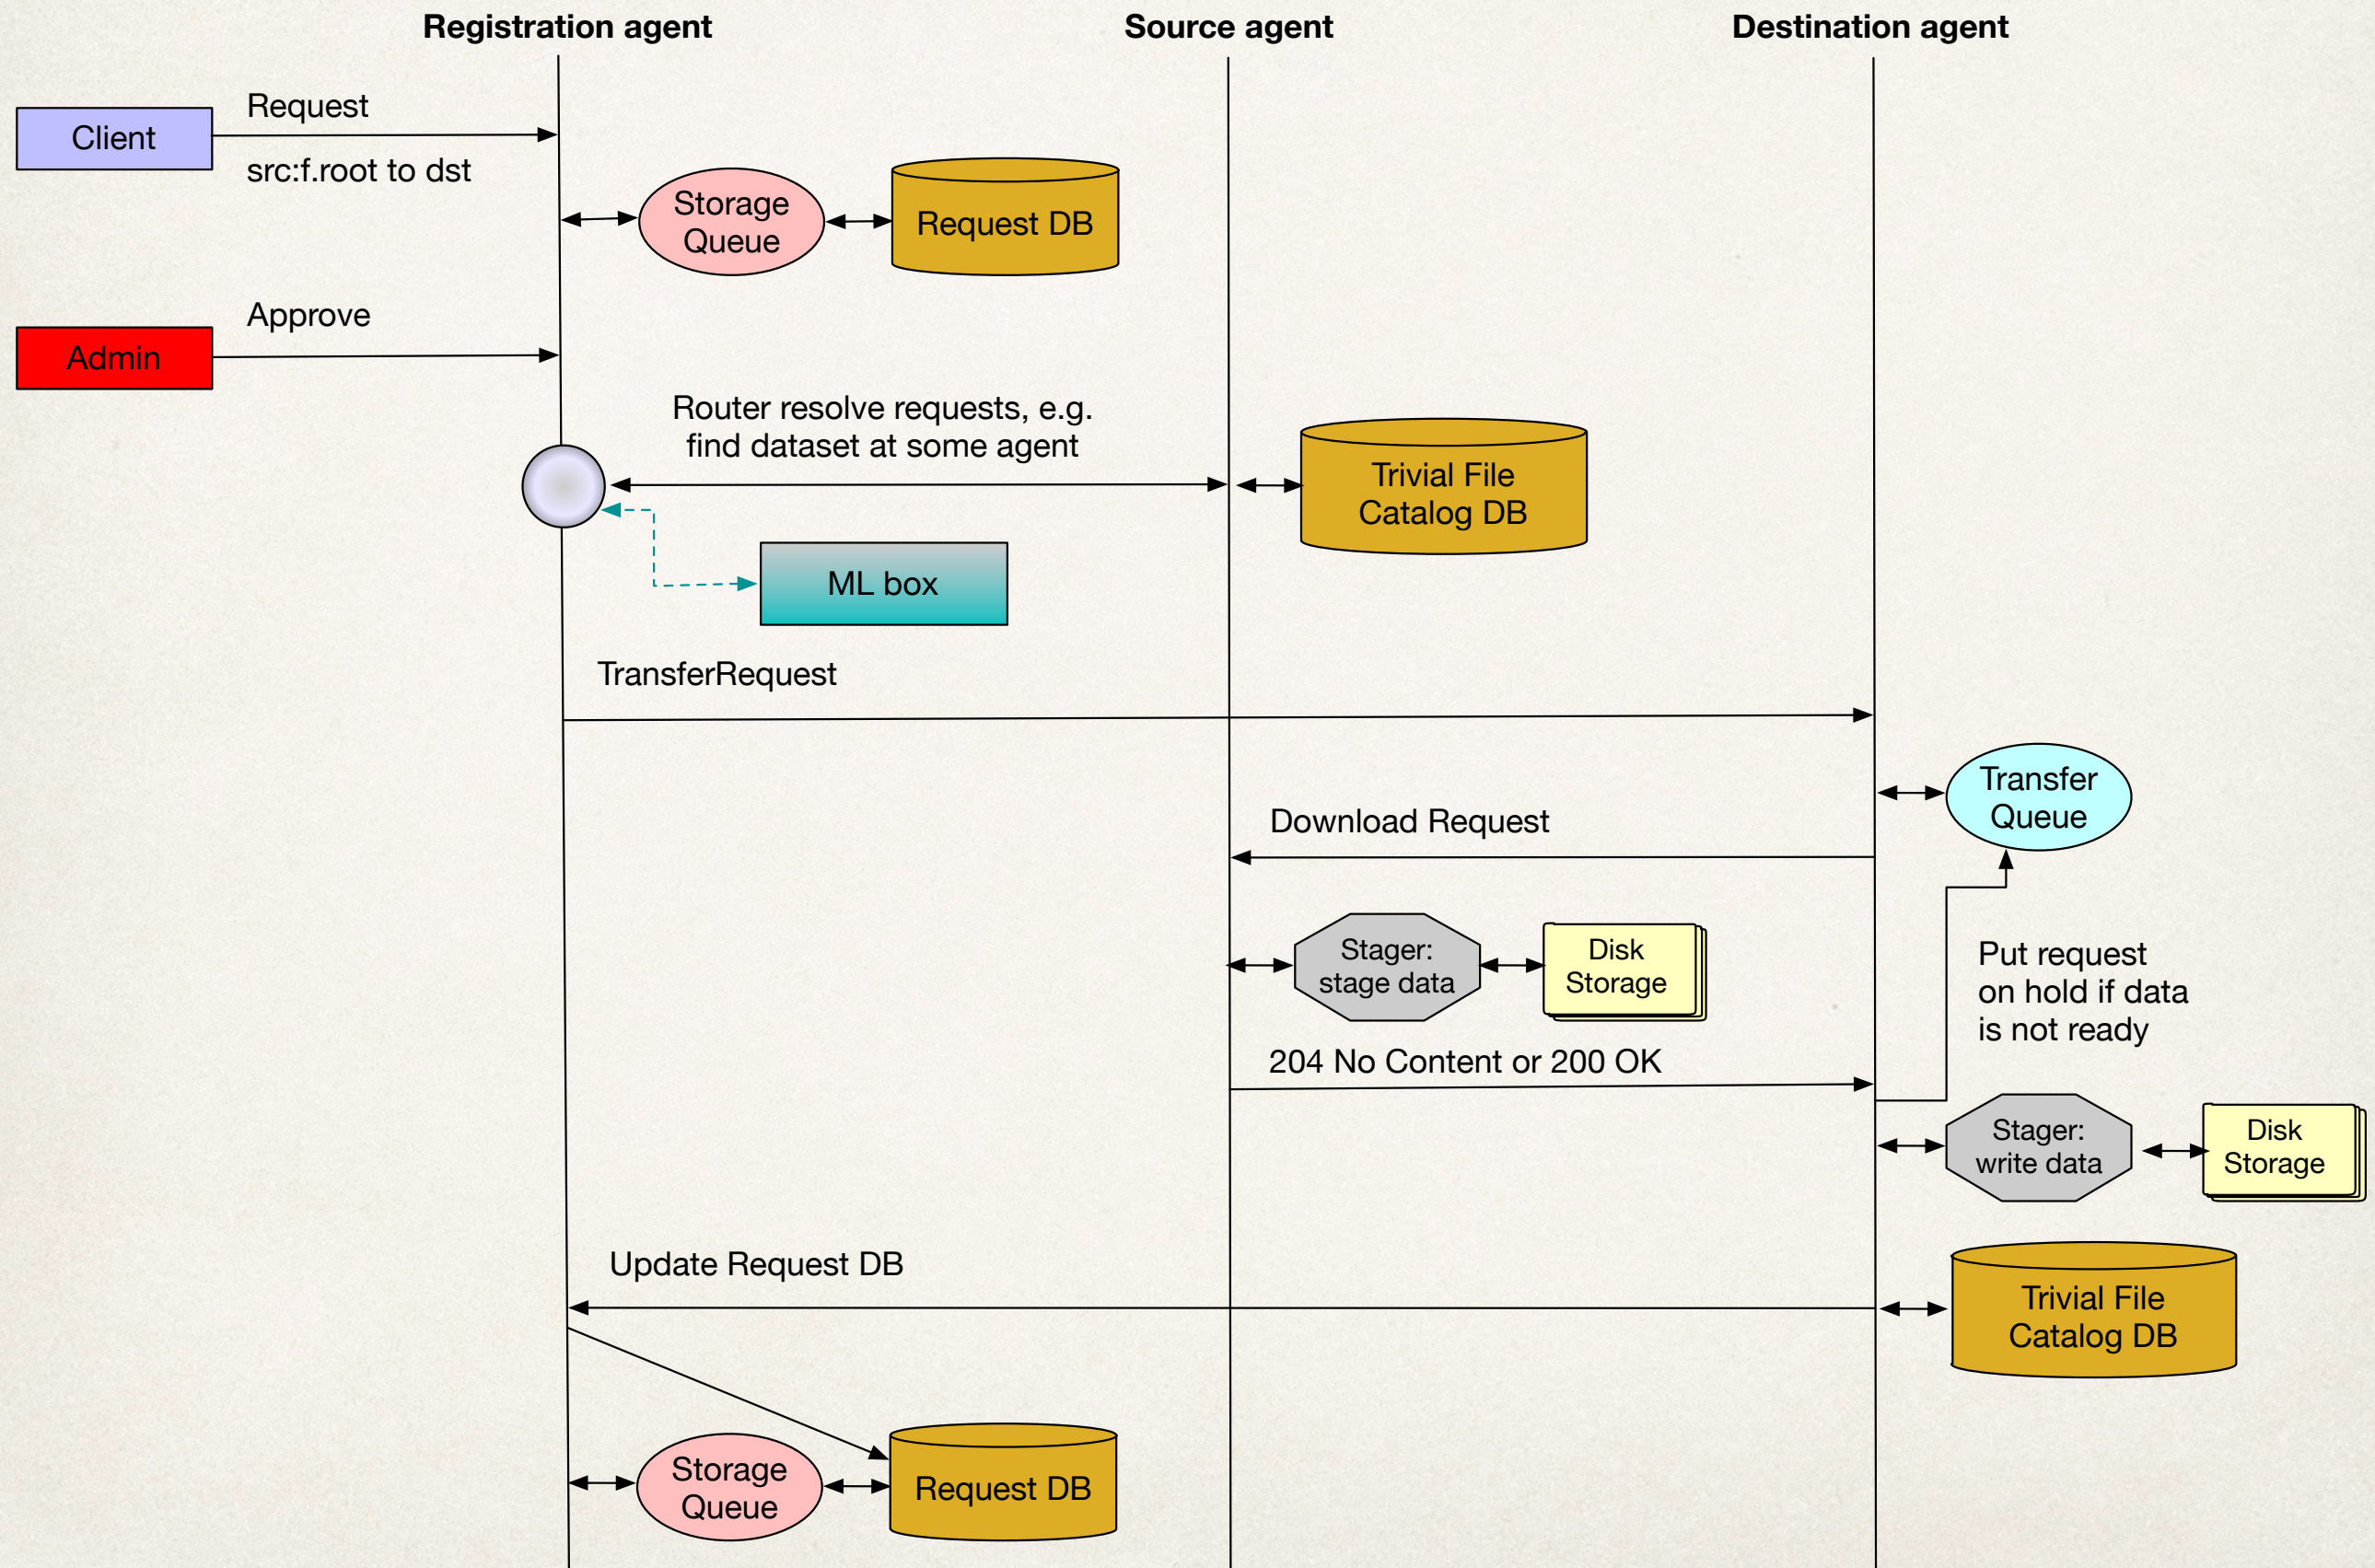 Registration agent
Source agent
Destination agent
Request
Client
src:f.root to dst
Storage
Queue
Request DB
Approve
Admin
Router resolve requests, e.g.
find dataset at some agent
Trivial File
Catalog DB
ML box
TransferRequest
Transfer
Queue
Download Request
Stager:
stage data
Disk
Storage
Put request
on hold if data
is not ready
204 No Content or 200 OK
Stager:
write data
Disk
Storage
Update Request DB
Trivial File
Catalog DB
Storage
Queue
Request DB